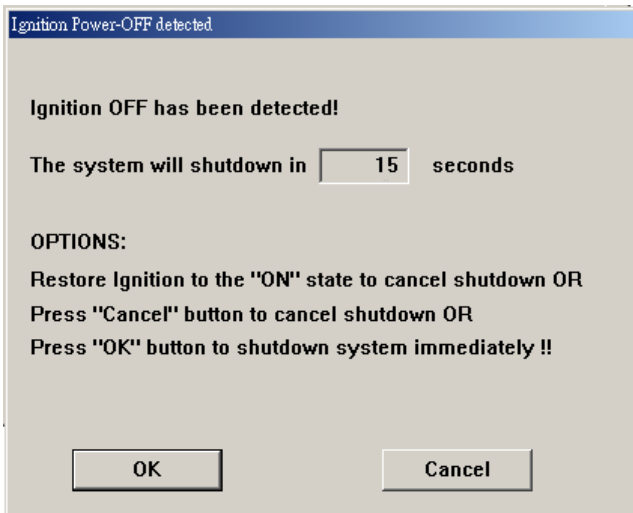 Ignition Power-OFF detected
Ignition OFF has been detected!
The system will shutdown in 15 seconds
OPTIONS:
Restore Ignition to the "ON" state to cancel shutdown OR
Press "Cancel" button to cancel shutdown OR
Press "OK" button to shutdown system immediately !!
OK Cancel